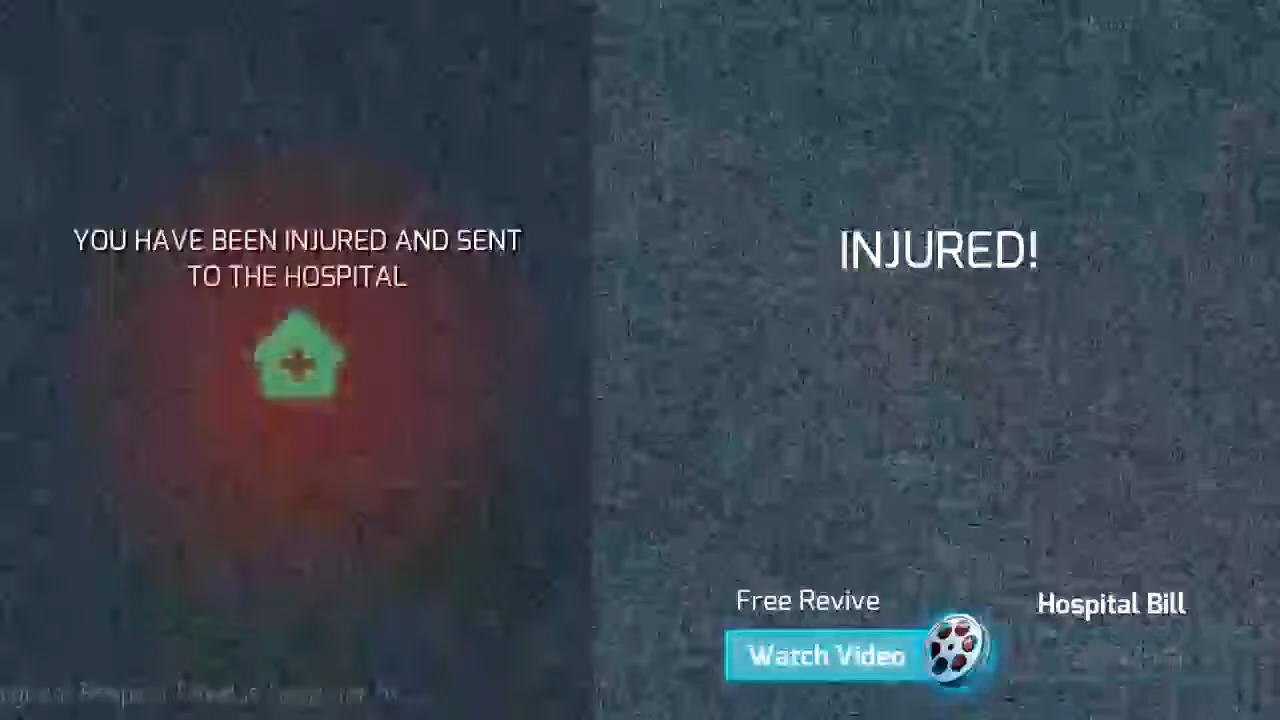 YOU HAVE BEEN INJURED AND SENT
TO THE HOSPITAL
INJURED!
Free Revive
Hospital Bill
Watch Video